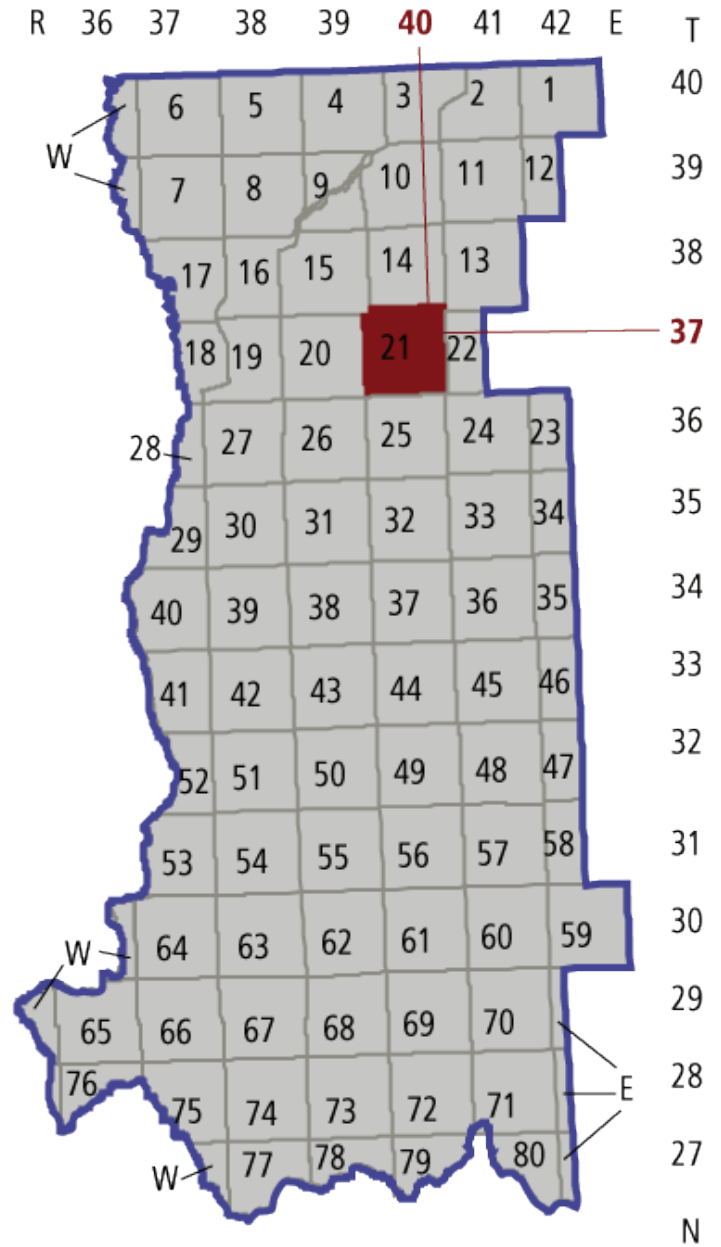 R 36 37 38 39 40 41 42 E T
6 5 4 3 2 1 40
W
7 8 9 10 11 12 39
17 16 15 14 13 38
18 19 20 21 22 37
28 27 26 25 24 23 36
29 30 31 32 33 34 35
40 39 38 37 36 35 34
41 42 43 44 45 46 33
52 51 50 49 48 47 32
53 54 55 56 57 58 31
W 64 63 62 61 60 59 30
65 66 67 68 69 70 29
76 75 74 73 72 71 E 28
W 77 78 79 80 27
N